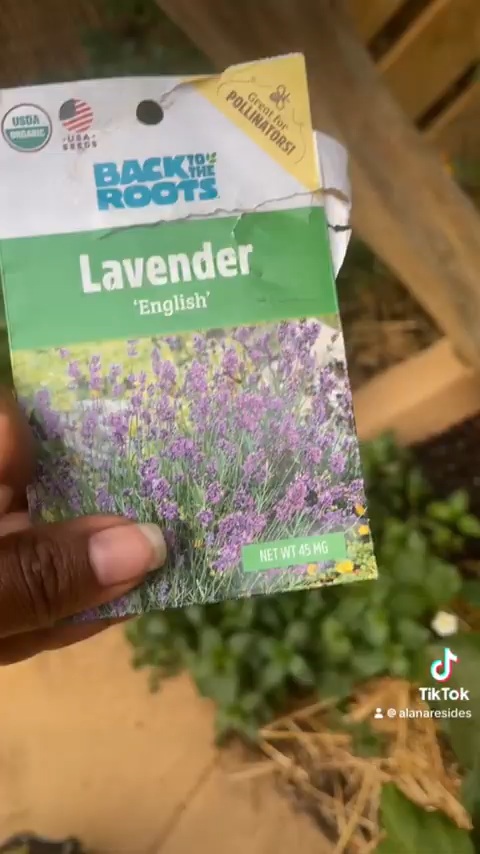 USDA
ORGANIC
USA
SEEDS
Great for
POLLINATORS!
BACK TO THE
ROOTS
Lavender
'English'
NET WT 45 MG
TikTok
@alanaresides